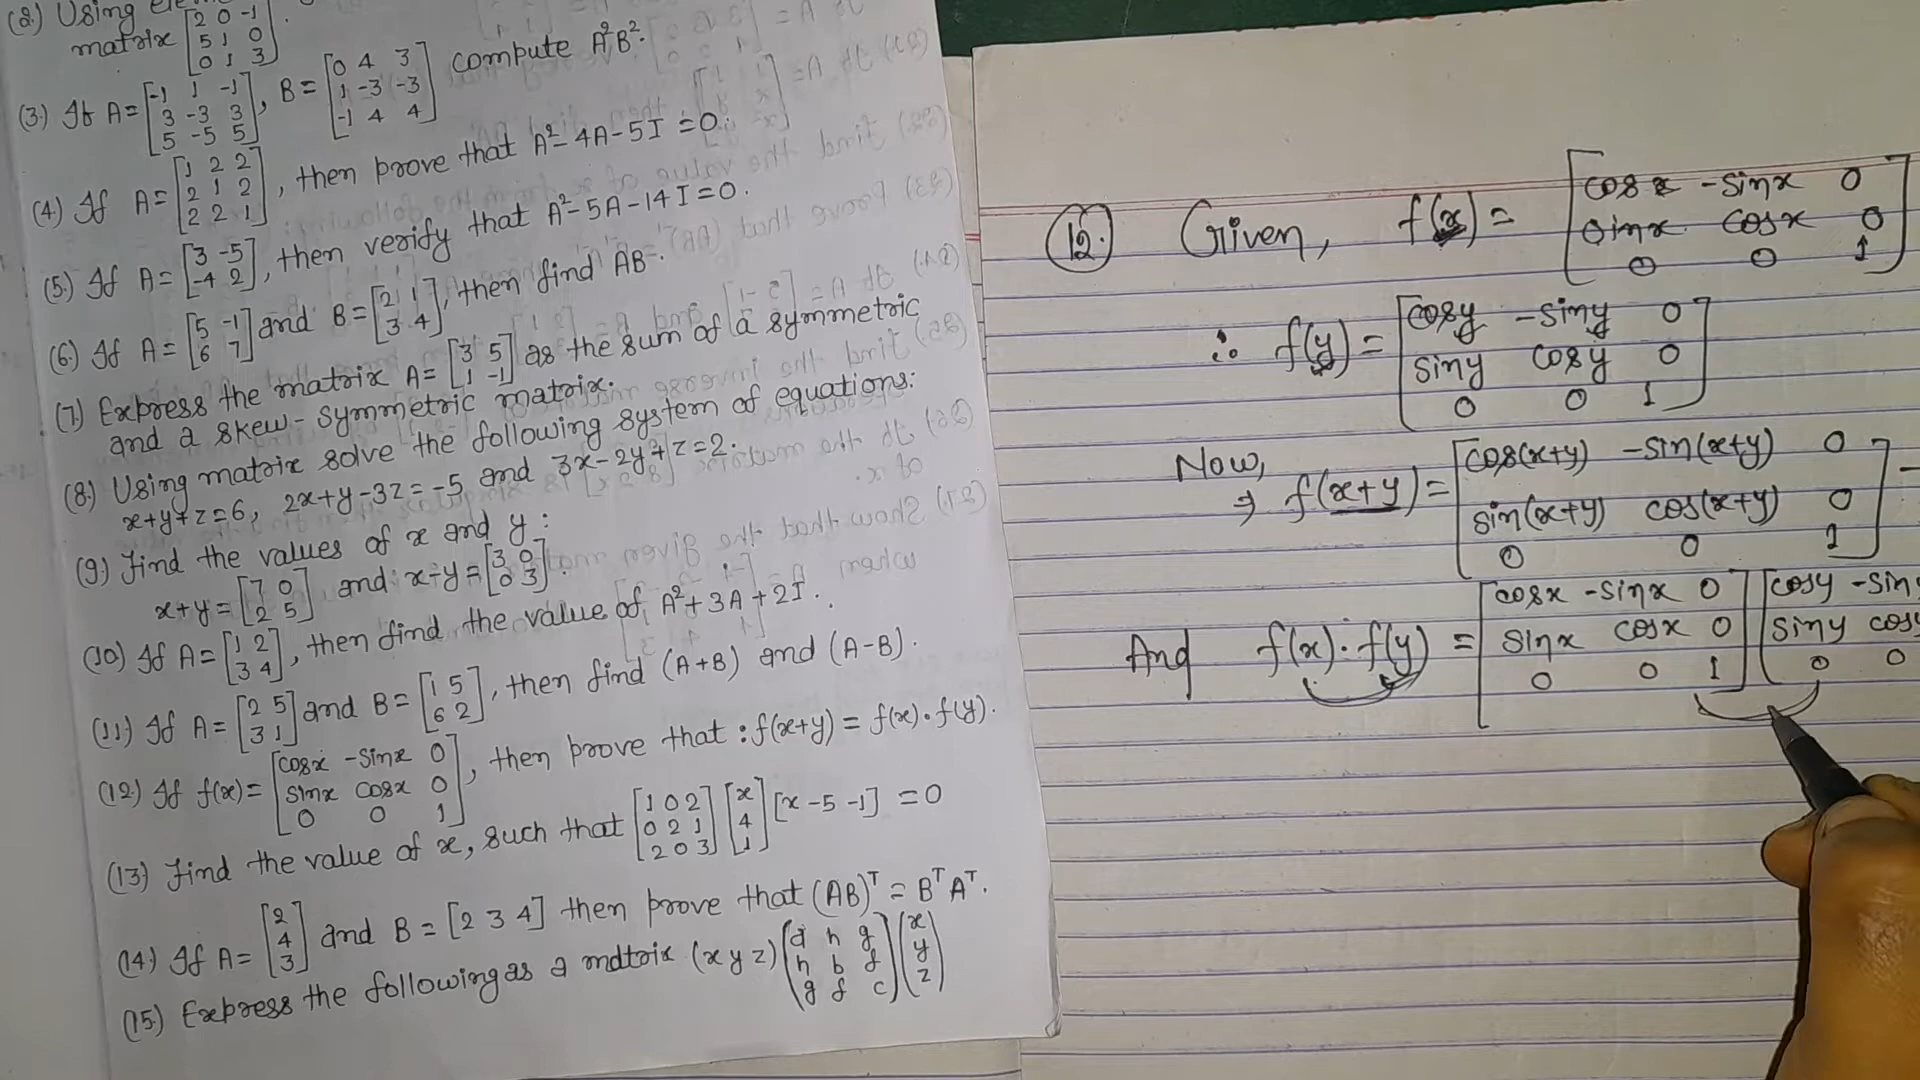 (2.) Using
matrix [2 0 -1
5 1 0
0 1 3].
(3.) If A = [-1 1 -1
3 -3 3
5 -5 5], B = [0 4 3
1 -3 -3
-1 4 4] compute A²B².
(4.) If A = [1 2 2
2 1 2
2 2 1], then prove that A² - 4A - 5I = 0.
(5.) If A = [3 -5
-4 2], then verify that A² - 5A - 14I = 0.
(6.) If A = [5 -1
6 7] and B = [2 1
3 4], then find AB.
(7.) Express the matrix A = [3 5
1 -1] as the sum of a symmetric
and a skew-symmetric matrix.
(8.) Using matrix solve the following system of equations:
x+y+z=6, 2x+y-3z=-5 and 3x-2y+z=2.
(9.) Find the values of x and y:
x+y = [7 0
2 5] and x-y = [3 0
0 3].
(10.) If A = [1 2
3 4], then find the value of A² + 3A + 2I.
(11.) If A = [2 5
3 1] and B = [1 5
6 2], then find (A+B) and (A-B).
(12.) If f(x) = [cosx -sinx 0
sinx cosx 0
0 0 1], then prove that : f(x+y) = f(x).f(y).
(13.) Find the value of x, such that [1 0 2
0 2 1
2 0 3] [x
4
1] [x -5 -1] = 0
(14.) If A = [2
4
3] and B = [2 3 4] then prove that (AB)ᵀ = BᵀAᵀ.
(15.) Express the following as a matrix (x y z) (a h g
h b f
g f c) (x
y
z)
(12.) Given, f(x) = [cosx -sinx 0
sinx cosx 0
0 0 1]
∴ f(y) = [cosy -siny 0
siny cosy 0
0 0 1]
Now,
⇒ f(x+y) = [cos(x+y) -sin(x+y) 0
sin(x+y) cos(x+y) 0
0 0 1] -
And f(x).f(y) = [cosx -sinx 0
sinx cosx 0
0 0 1] [cosy -sin
siny cosy
0 0